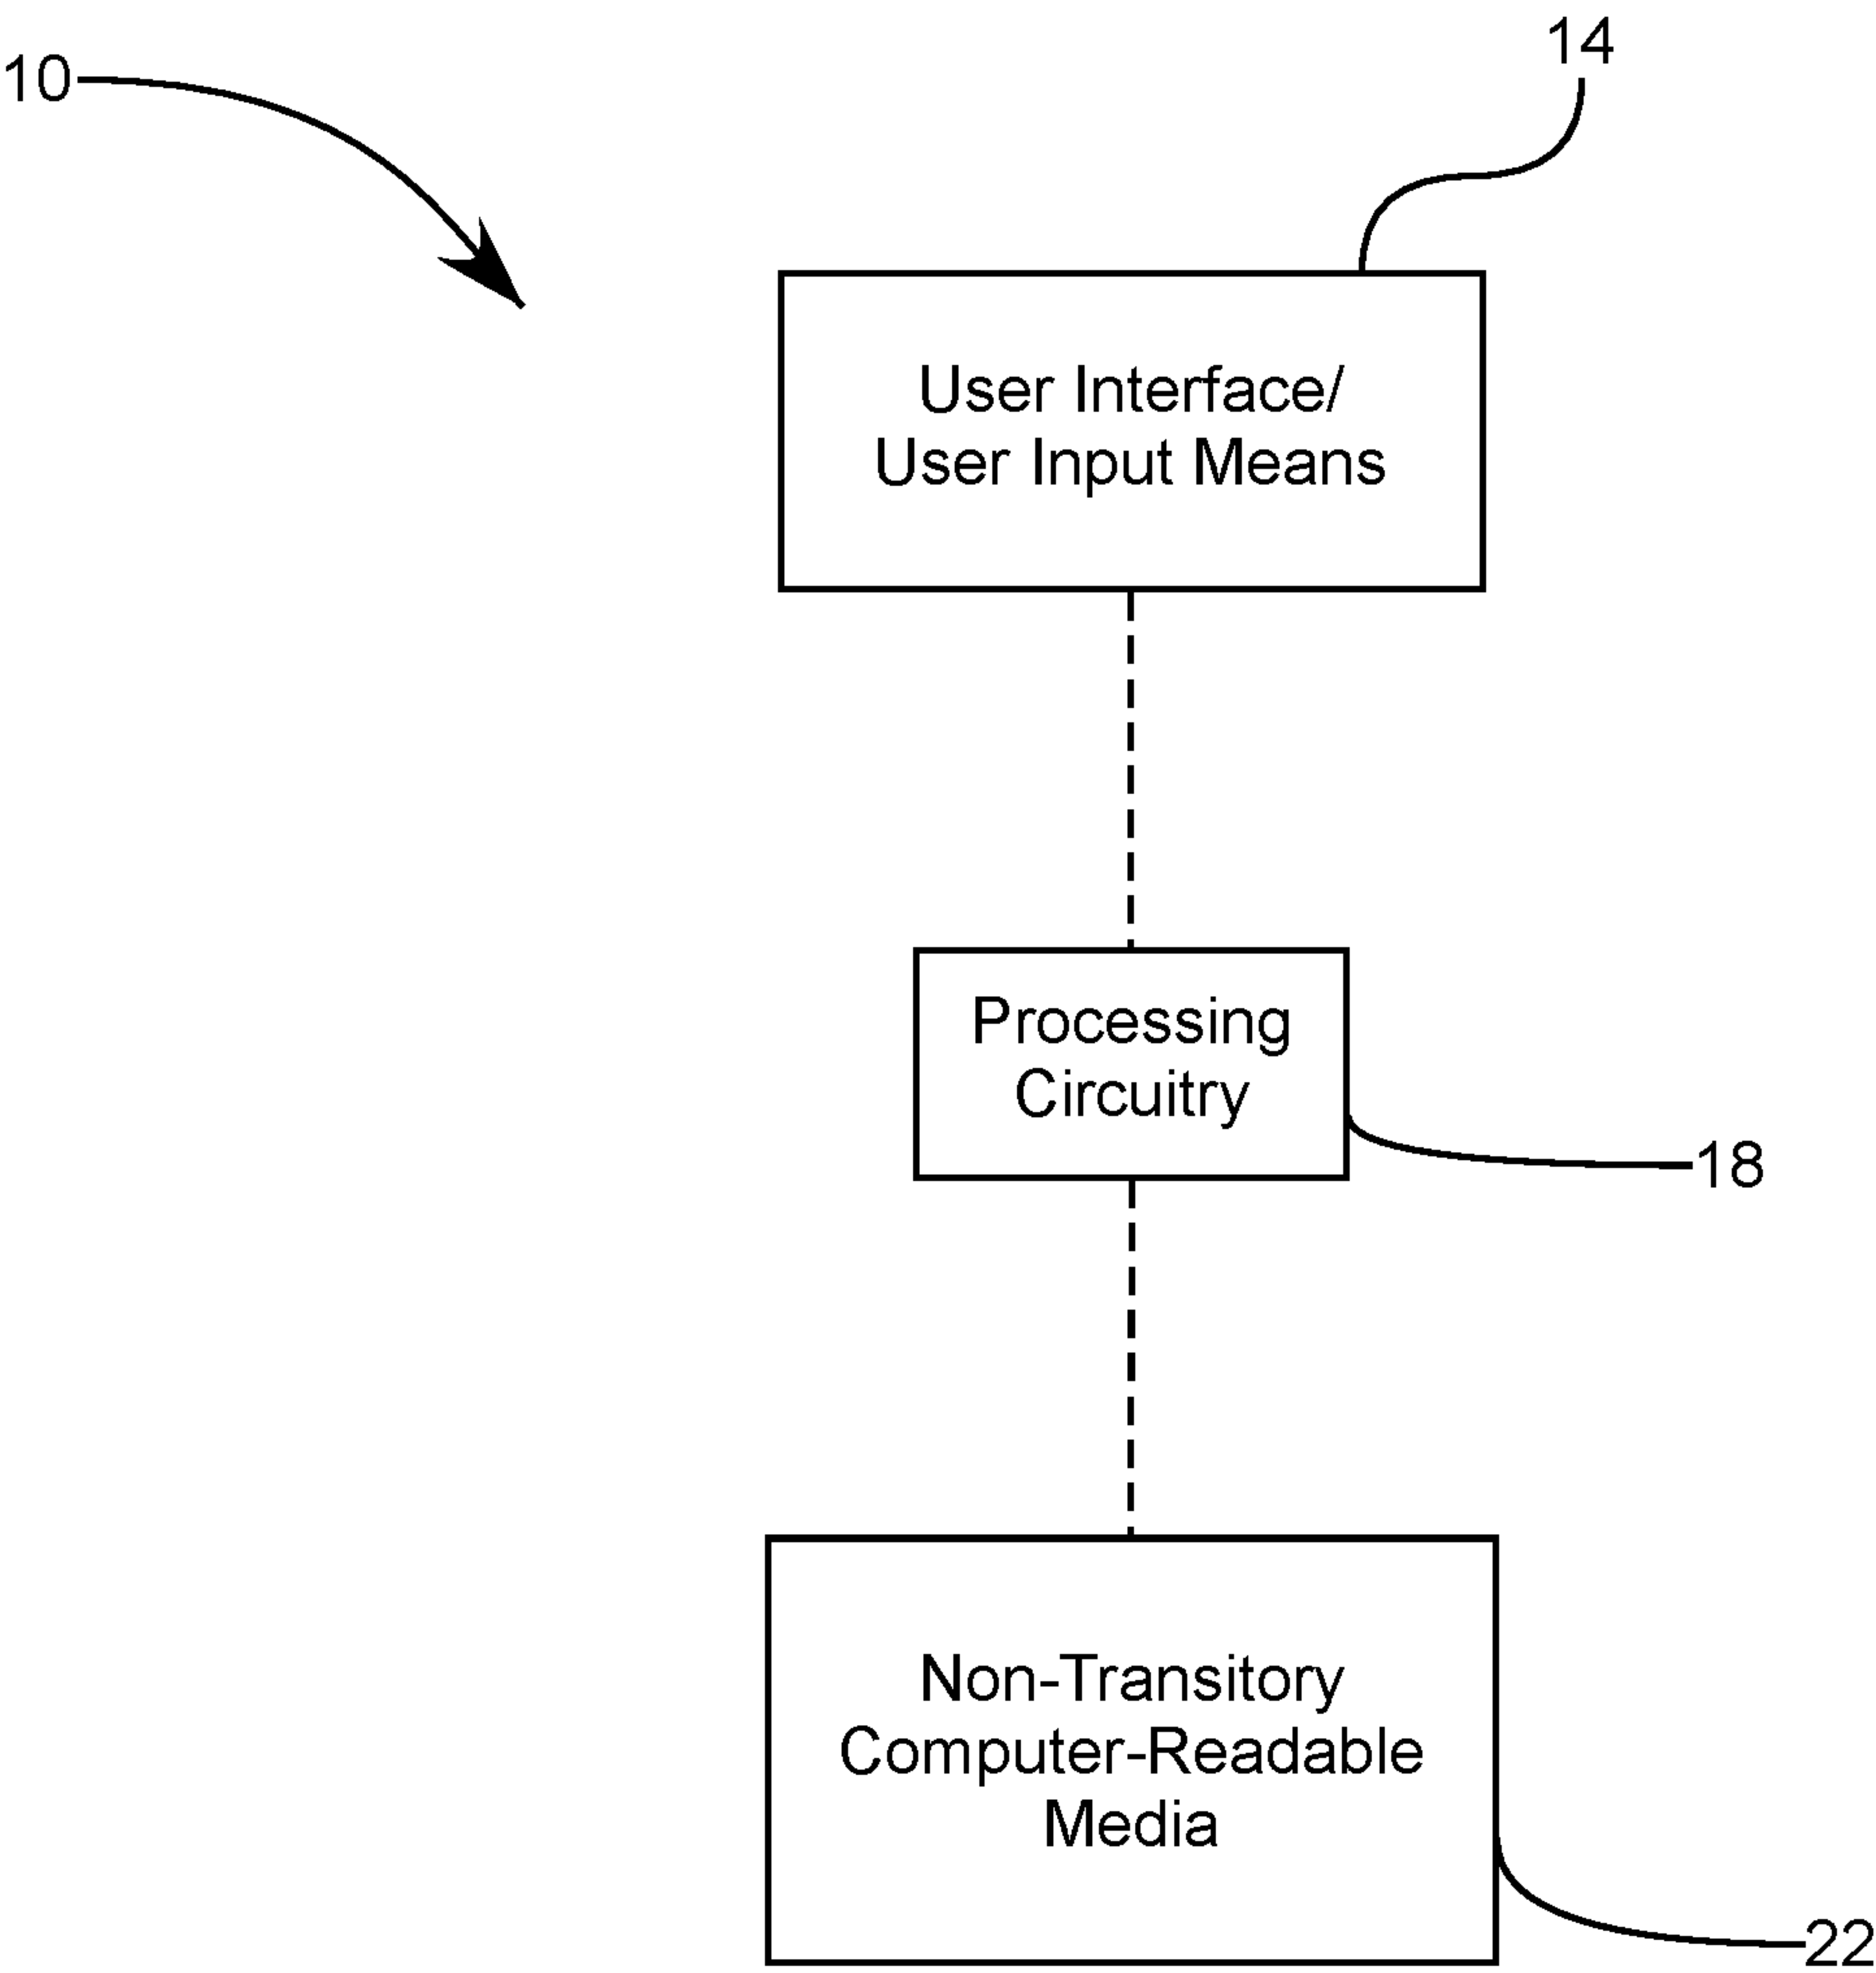 10
14
User Interface/
User Input Means
Processing
Circuitry
18
Non-Transitory
Computer-Readable
Media
22